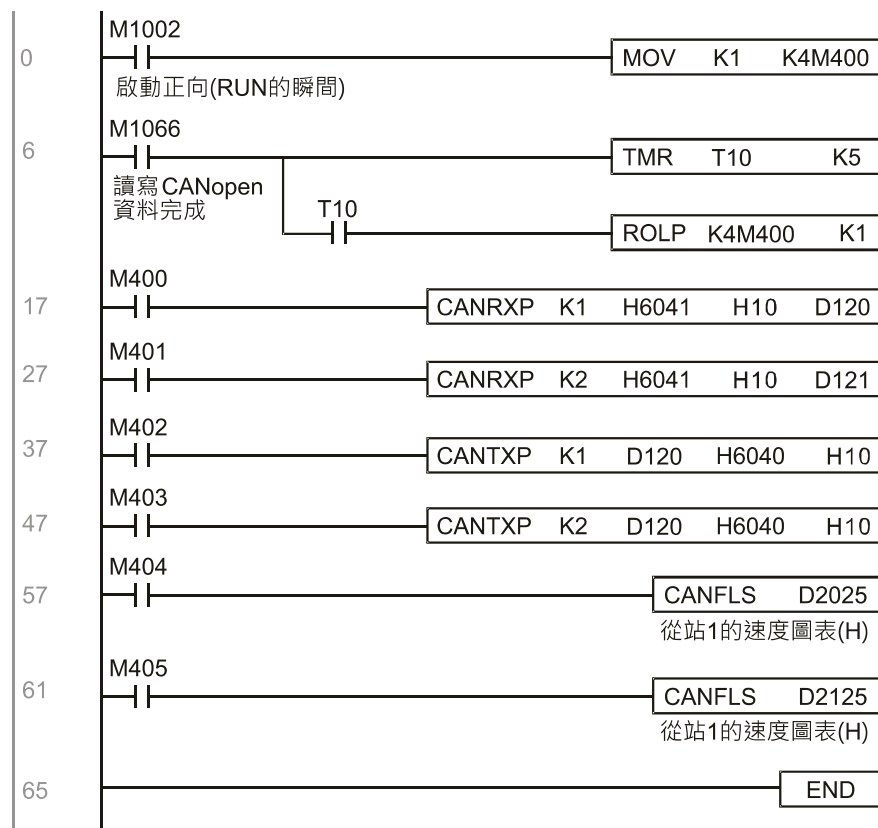 M1002
0 MOV K1 K4M400
啟動正向(RUN的瞬間)
M1066
6 TMR T10 K5
讀寫CANopen
資料完成
T10
ROLP K4M400 K1
M400
17 CANRXP K1 H6041 H10 D120
M401
27 CANRXP K2 H6041 H10 D121
M402
37 CANTXP K1 D120 H6040 H10
M403
47 CANTXP K2 D120 H6040 H10
M404
57 CANFLS D2025
從站1的速度圖表(H)
M405
61 CANFLS D2125
從站1的速度圖表(H)
65 END